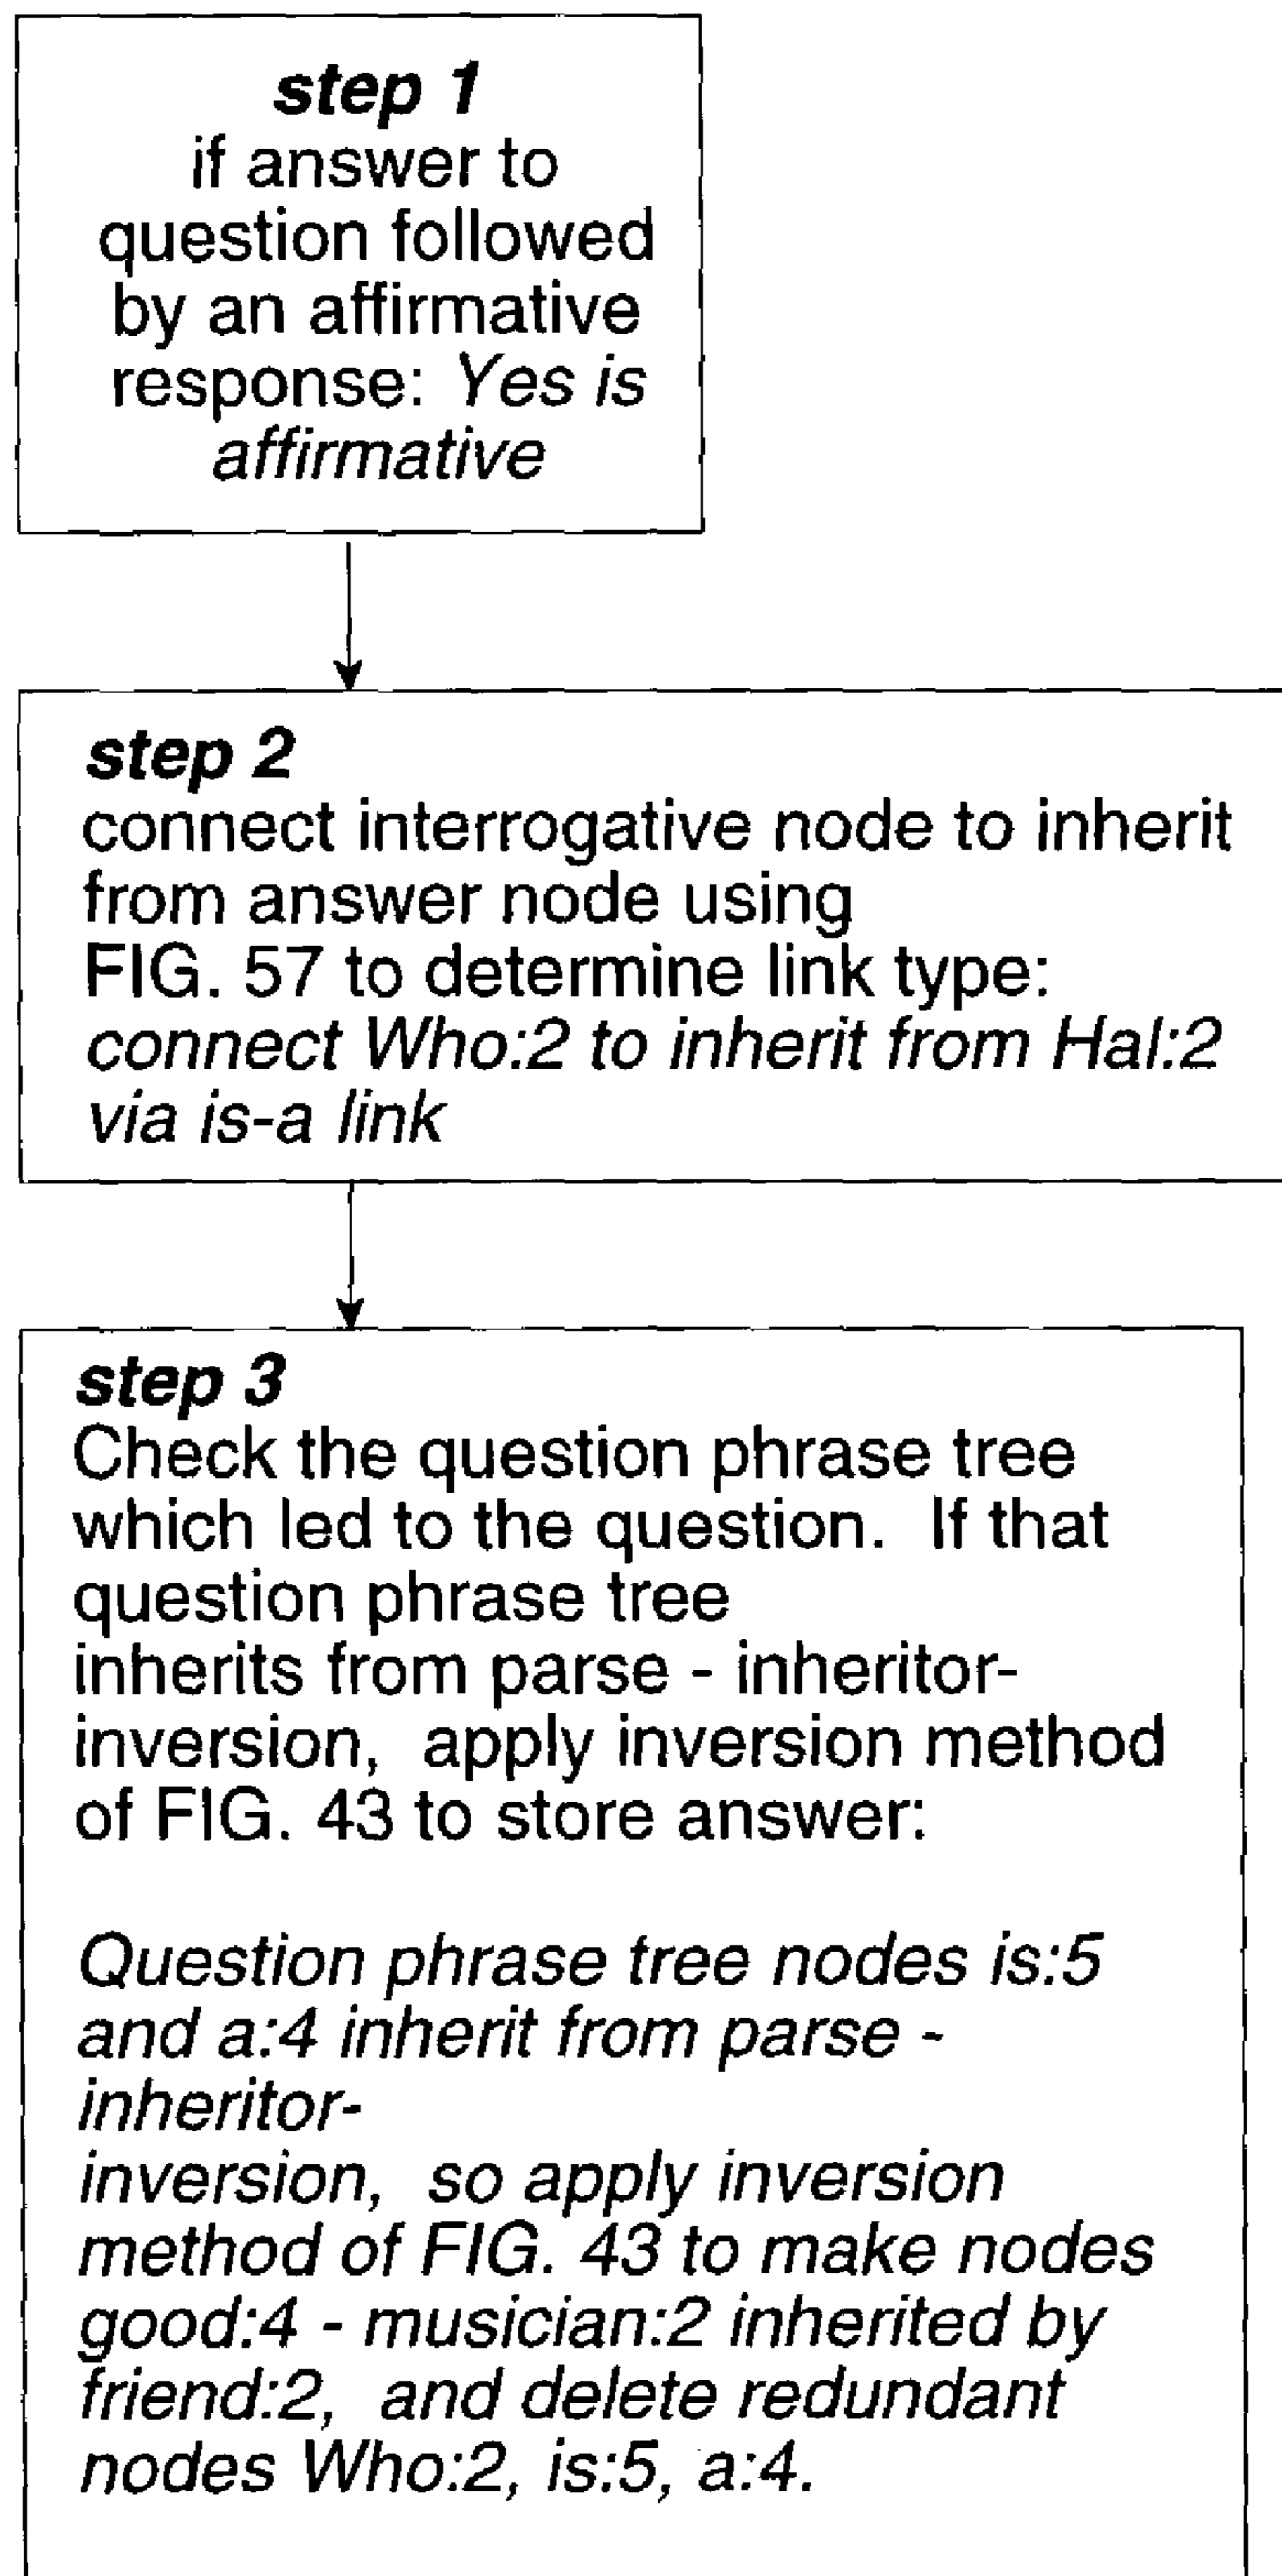 step 1
if answer to
question followed
by an affirmative
response: Yes is
affirmative
step 2
connect interrogative node to inherit
from answer node using
FIG. 57 to determine link type:
connect Who:2 to inherit from Hal:2
via is-a link
step 3
Check the question phrase tree
which led to the question.  If that
question phrase tree
inherits from parse - inheritor-
inversion,  apply inversion method
of FIG. 43 to store answer:
Question phrase tree nodes is:5
and a:4 inherit from parse -
inheritor-
inversion,  so apply inversion
method of FIG. 43 to make nodes
good:4 - musician:2 inherited by
friend:2,  and delete redundant
nodes Who:2, is:5, a:4.